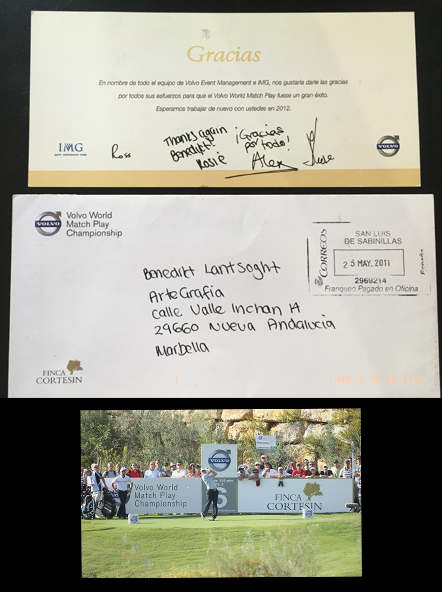 Gracias
En nombre de todo el equipo de Volvo Event Management e IMG, nos gustaría darle las gracias
por todos sus esfuerzos para que el Volvo World Match Play fuese un gran éxito.
Esperamos trabajar de nuevo con ustedes en 2012.
IMG
Ross
Thanks again
Benedikt!
Rosie
¡Gracias
por todo!
Alex
VOLVO
VOLVO
Volvo World
Match Play
Championship
CORREOS
SAN LUIS
DE SABINILLAS
25 MAY. 2011
2969214
Franqueo Pagado en Oficina
España
Benedikt Lantsoght
ArteGrafia
Calle Valle Inchan H
29660 Nueva Andalucia
Marbella
FINCA
CORTESIN
VOLVO
Volvo World
Match Play
Championship
FINCA
CORTESIN